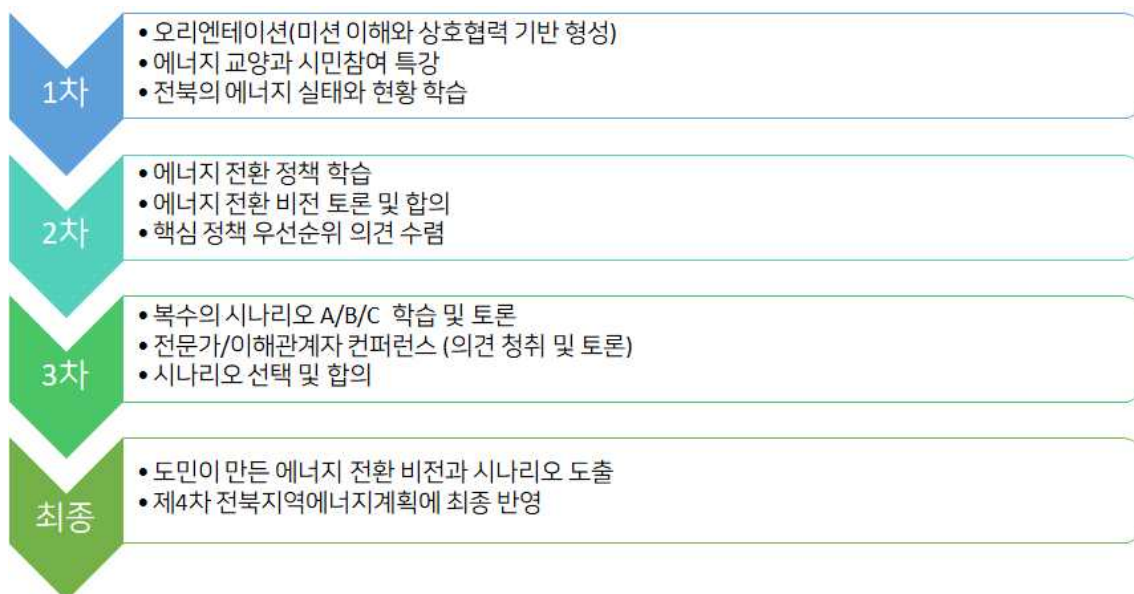 1차
• 오리엔테이션(미션 이해와 상호협력 기반 형성)
• 에너지 교양과 시민참여 특강
• 전북의 에너지 실태와 현황 학습
2차
• 에너지 전환 정책 학습
• 에너지 전환 비전 토론 및 합의
• 핵심 정책 우선순위 의견 수렴
3차
• 복수의 시나리오 A/B/C 학습 및 토론
• 전문가/이해관계자 컨퍼런스 (의견 청취 및 토론)
• 시나리오 선택 및 합의
최종
• 도민이 만든 에너지 전환 비전과 시나리오 도출
• 제4차 전북지역에너지계획에 최종 반영